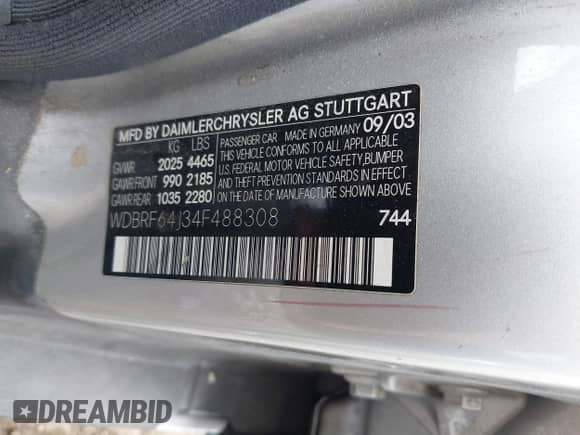 MFD BY DAIMLERCHRYSLER AG STUTTGART
KG LBS
GVWR 2025 4465
GAWR FRONT 990 2185
GAWR REAR 1035 2280
PASSENGER CAR MADE IN GERMANY 09/03
THIS VEHICLE CONFORMS TO ALL APPLICABLE
U.S. FEDERAL MOTOR VEHICLE SAFETY, BUMPER
AND THEFT PREVENTION STANDARDS IN EFFECT
ON THE DATE OF MANUFACTURE SHOWN ABOVE
WDBRF64J34F488308 744
DREAMBID